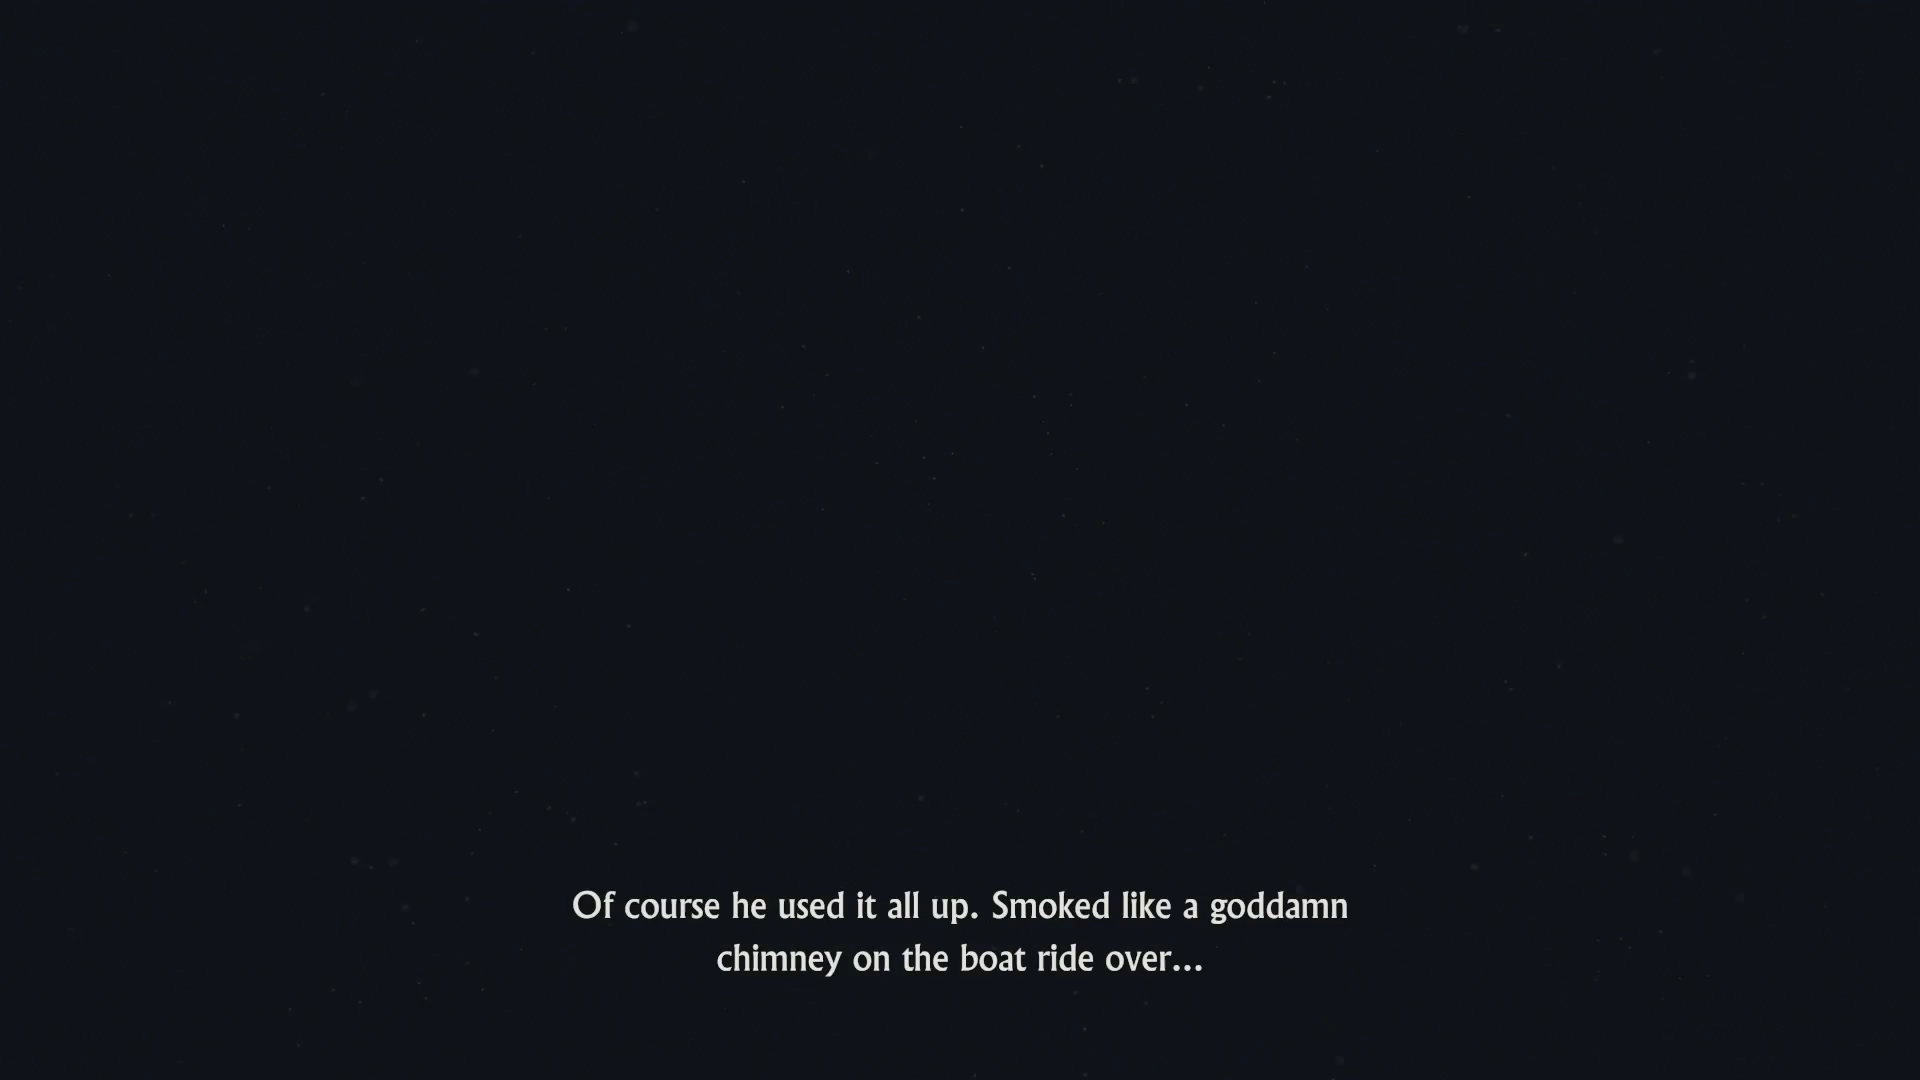 Of course he used it all up. Smoked like a goddamn
chimney on the boat ride over...